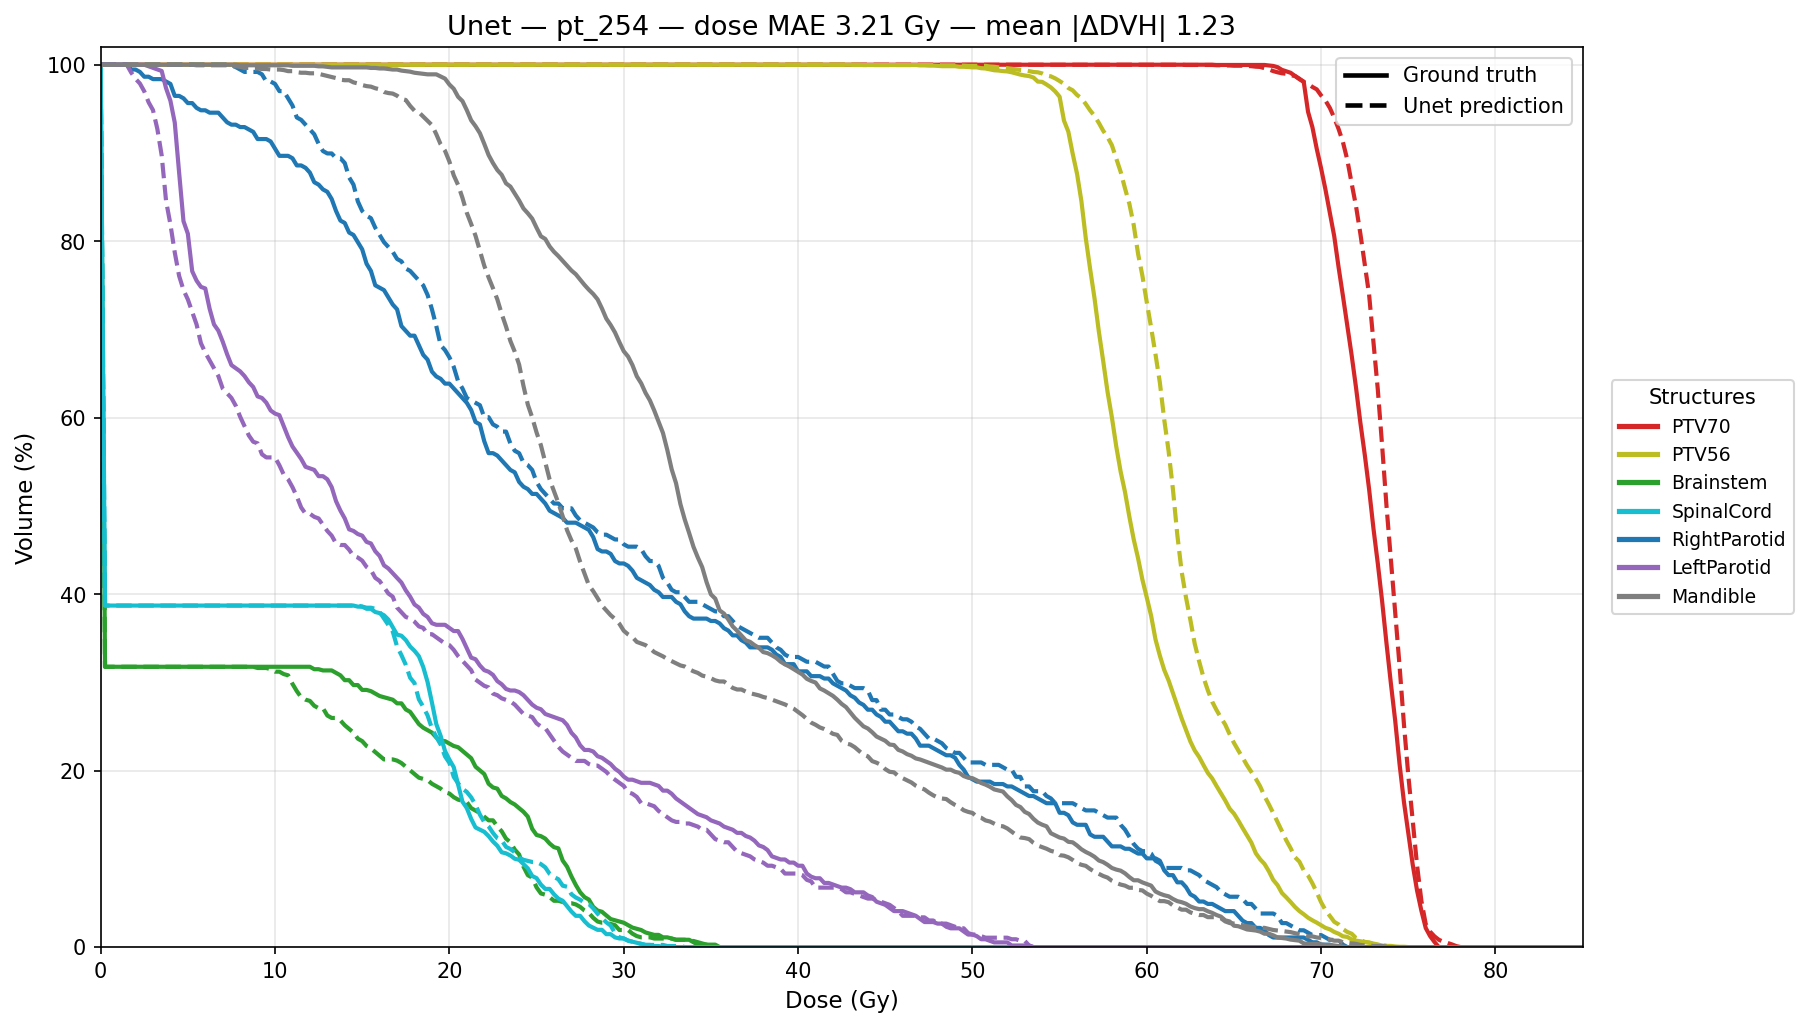 Unet — pt_254 — dose MAE 3.21 Gy — mean |ΔDVH| 1.23
Ground truth
Unet prediction
100
80
60
40
20
0
Volume (%)
0 10 20 30 40 50 60 70 80
Dose (Gy)
Structures
PTV70
PTV56
Brainstem
SpinalCord
RightParotid
LeftParotid
Mandible